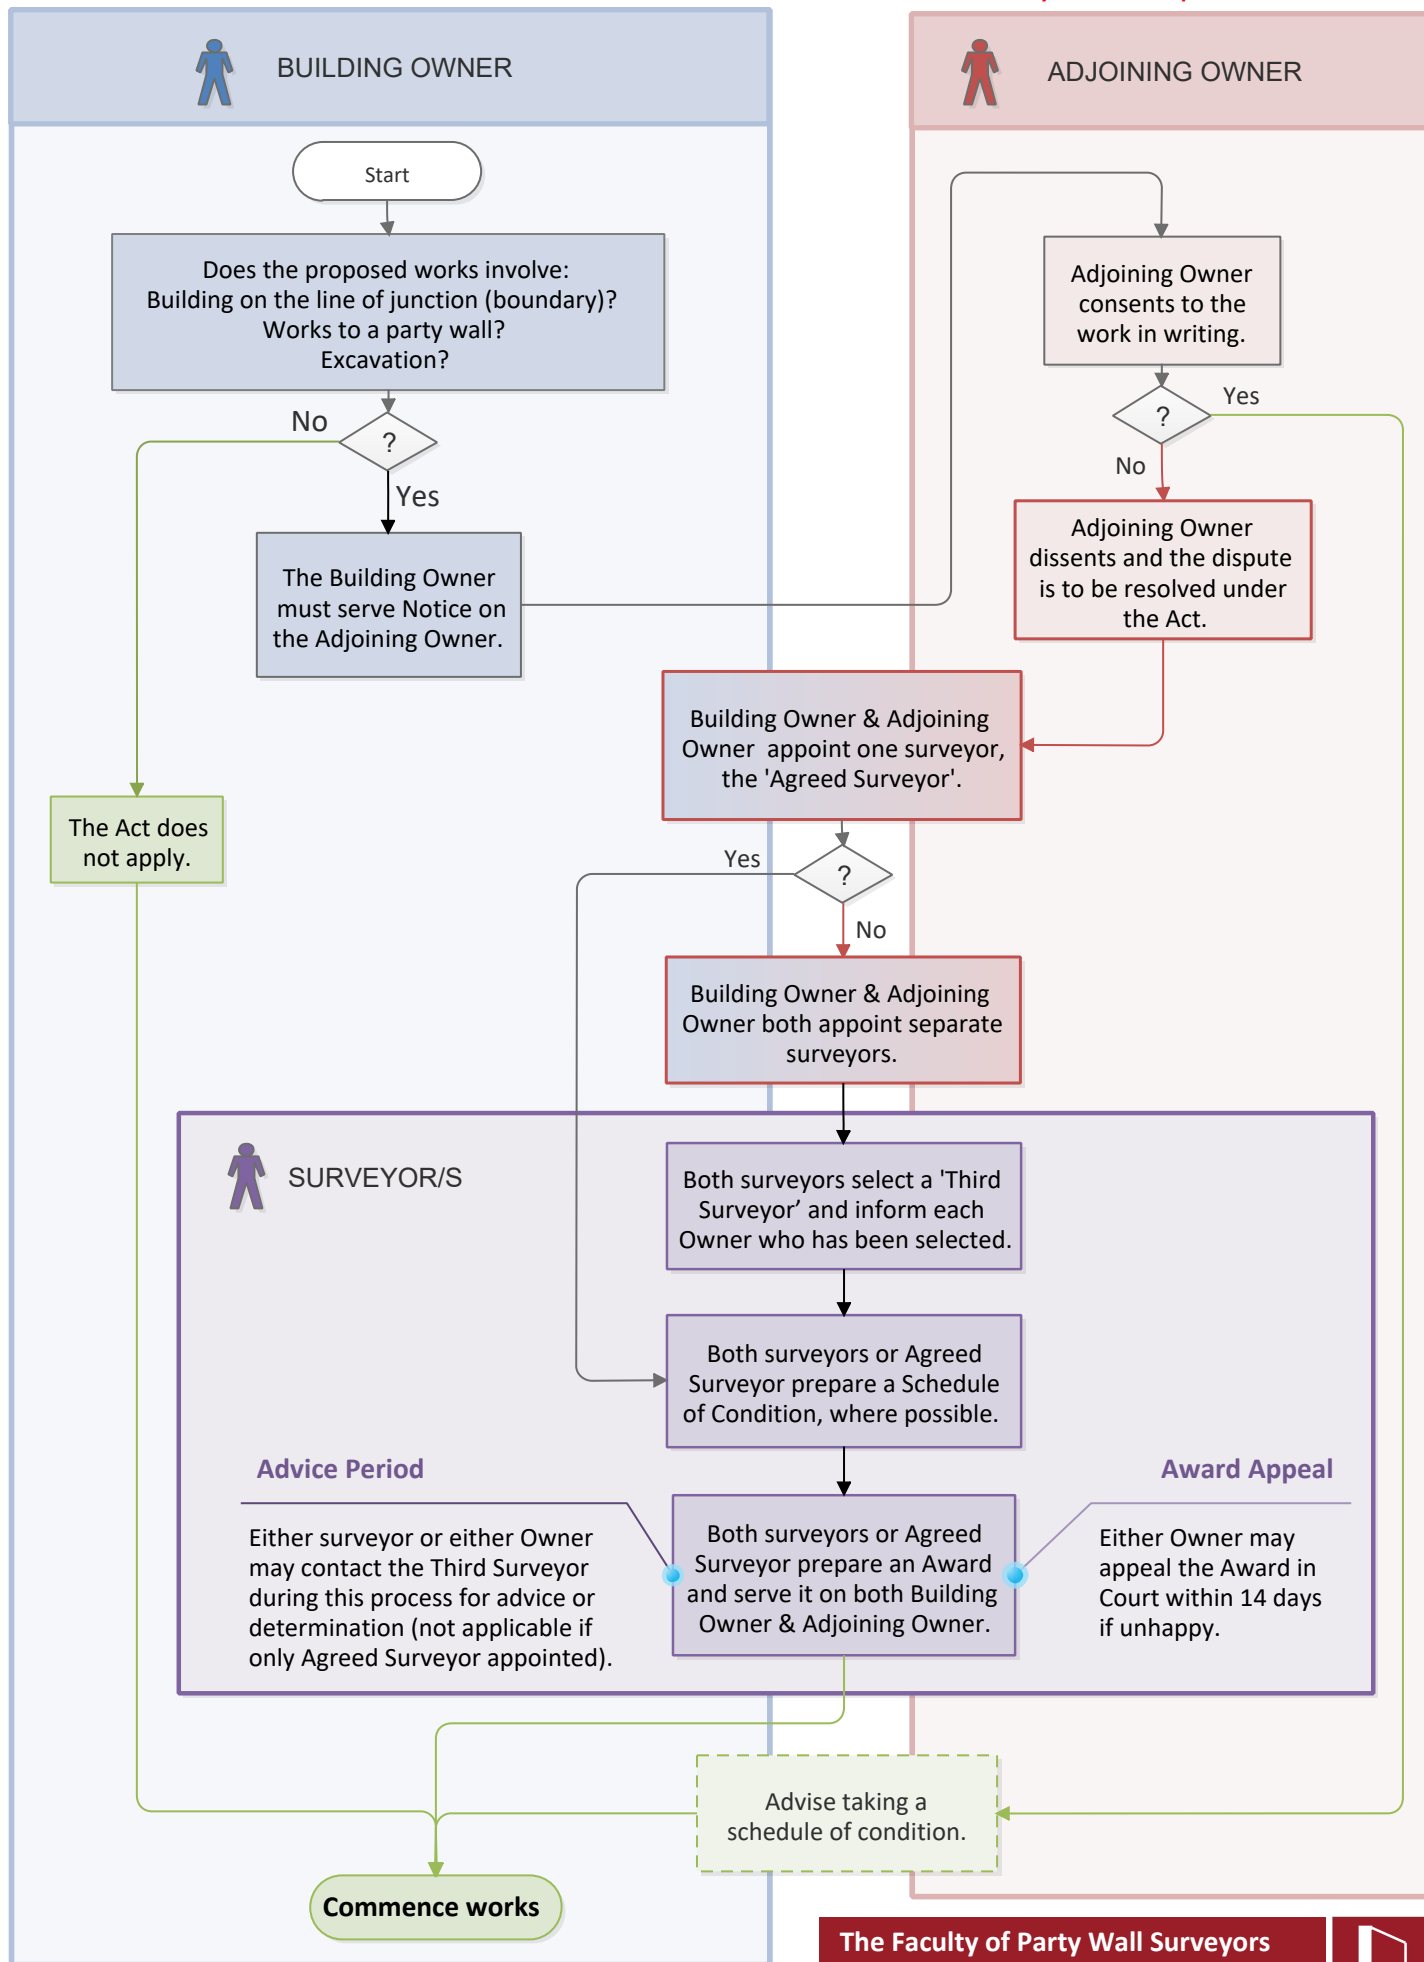 BUILDING OWNER
ADJOINING OWNER
Start
Does the proposed works involve:
Building on the line of junction (boundary)?
Works to a party wall?
Excavation?
?
No
Yes
The Building Owner
must serve Notice on
the Adjoining Owner.
The Act does
not apply.
Adjoining Owner
consents to the
work in writing.
?
Yes
No
Adjoining Owner
dissents and the dispute
is to be resolved under
the Act.
Building Owner & Adjoining
Owner appoint one surveyor,
the 'Agreed Surveyor'.
?
Yes
No
Building Owner & Adjoining
Owner both appoint separate
surveyors.
SURVEYOR/S
Both surveyors select a 'Third
Surveyor’ and inform each
Owner who has been selected.
Both surveyors or Agreed
Surveyor prepare a Schedule
of Condition, where possible.
Advice Period
Either surveyor or either Owner
may contact the Third Surveyor
during this process for advice or
determination (not applicable if
only Agreed Surveyor appointed).
Both surveyors or Agreed
Surveyor prepare an Award
and serve it on both Building
Owner & Adjoining Owner.
Award Appeal
Either Owner may
appeal the Award in
Court within 14 days
if unhappy.
Advise taking a
schedule of condition.
Commence works
The Faculty of Party Wall Surveyors